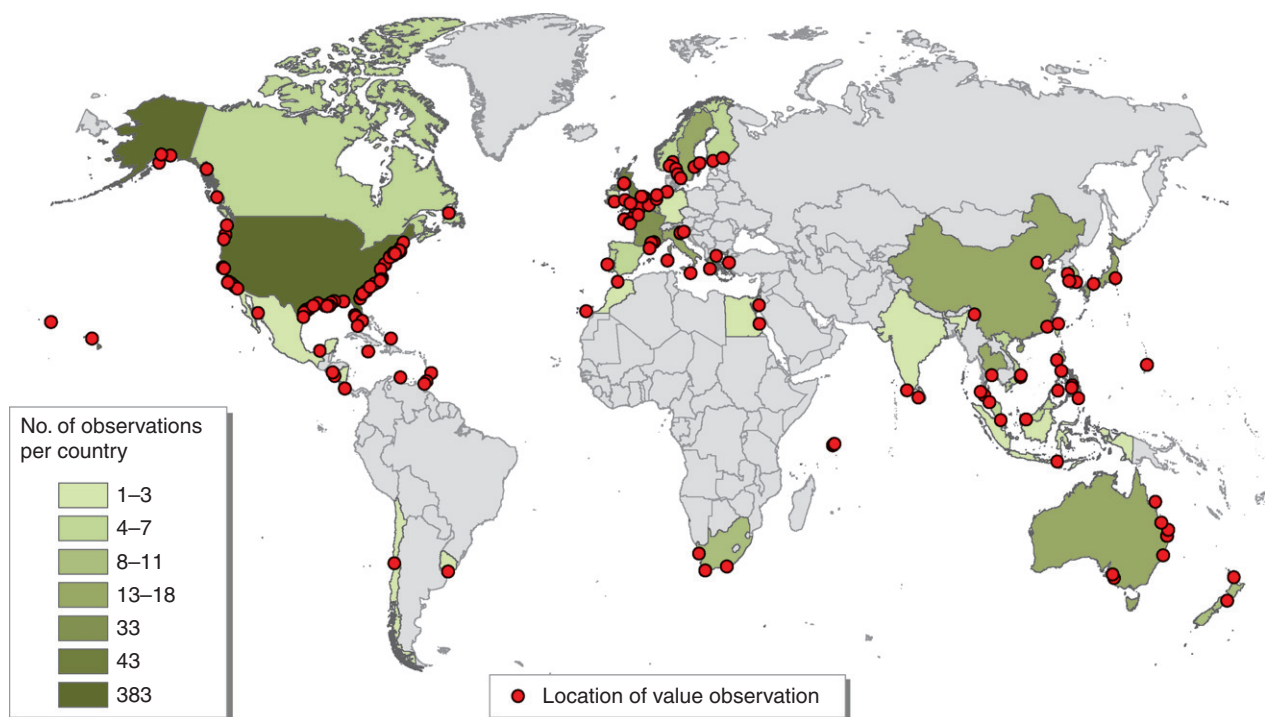 No. of observations
per country
1–3
4–7
8–11
13–18
33
43
383
Location of value observation